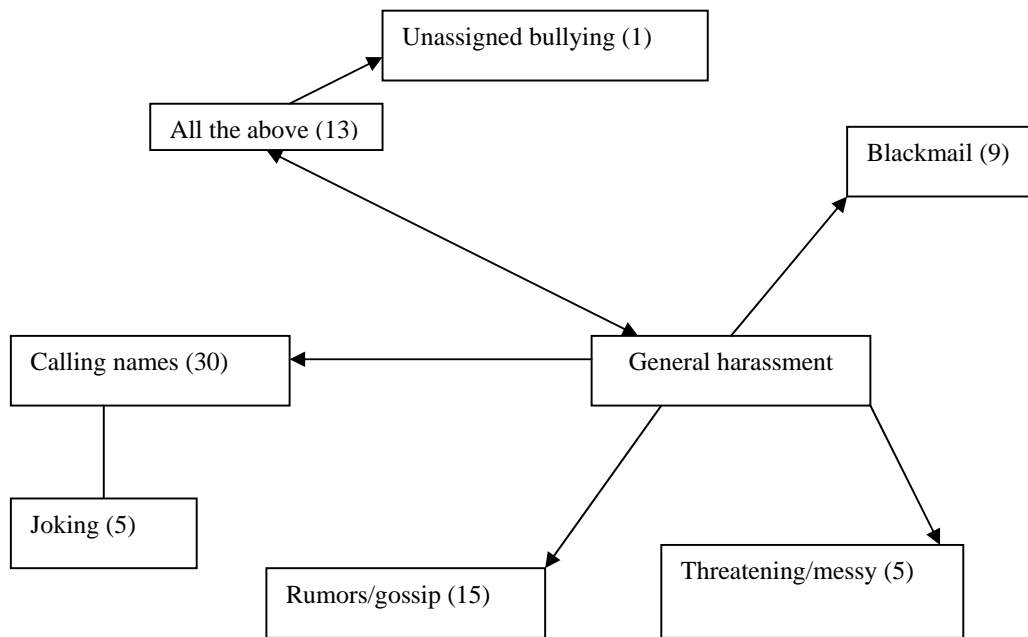 Unassigned bullying (1)
All the above (13)
Blackmail (9)
Calling names (30)
General harassment
Joking (5)
Rumors/gossip (15)
Threatening/messy (5)